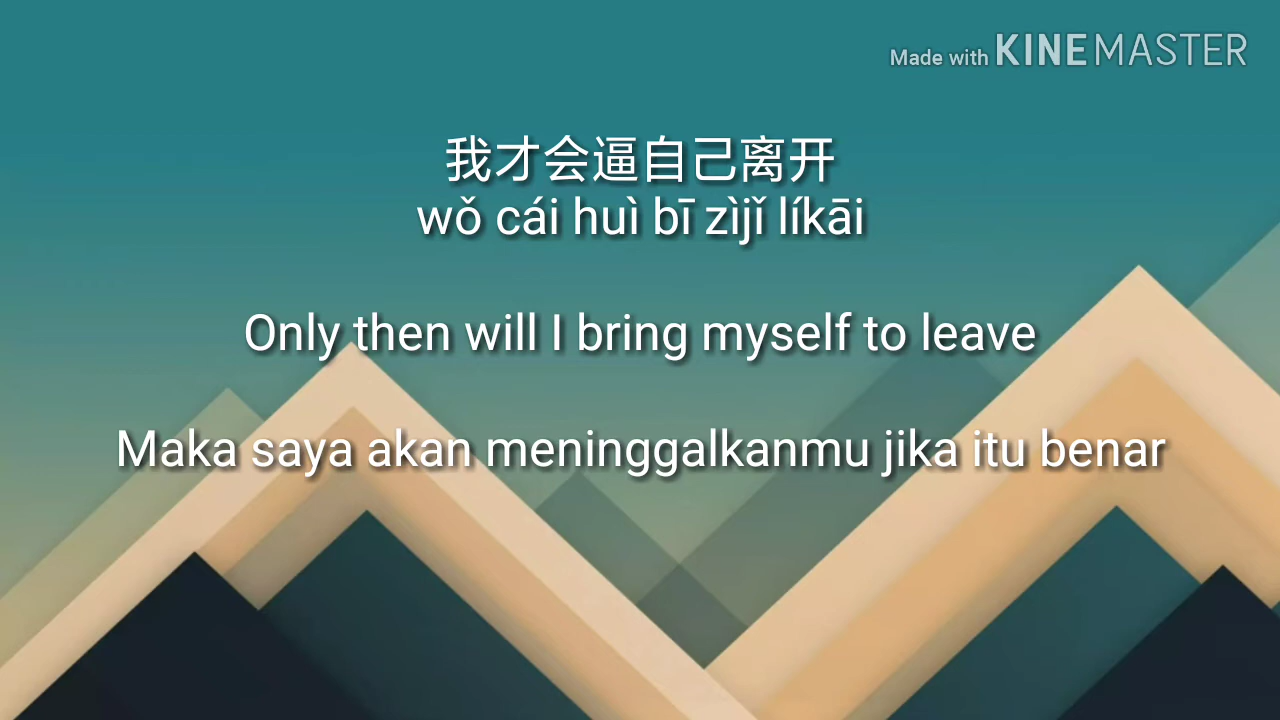 Made with KINEMASTER
我才会逼自己离开
wǒ cái huì bī zìjǐ líkāi
Only then will I bring myself to leave
Maka saya akan meninggalkanmu jika itu benar